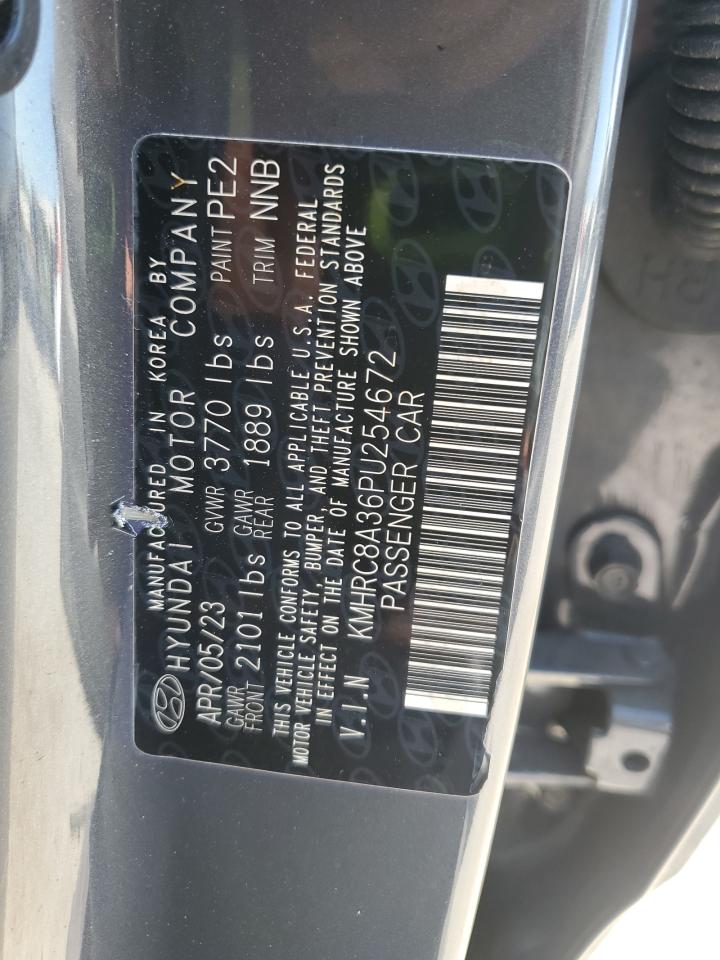 MANUFACTURED IN KOREA BY
HYUNDAI MOTOR COMPANY
APR/05/23 GVWR 3770 lbs PAINT PE2
GAWR FRONT 2101 lbs GAWR REAR 1889 lbs TRIM NNB
THIS VEHICLE CONFORMS TO ALL APPLICABLE U.S.A. FEDERAL
MOTOR VEHICLE SAFETY, BUMPER, AND THEFT PREVENTION STANDARDS
IN EFFECT ON THE DATE OF MANUFACTURE SHOWN ABOVE
V.I.N KMHRC8A36PU254672
PASSENGER CAR